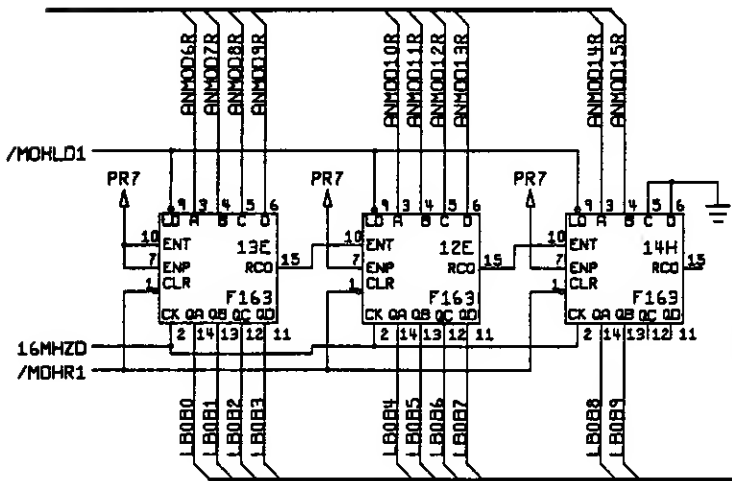 ANMOD6R
ANMOD7R
ANMOD8R
ANMOD9R
ANMOD10R
ANMOD11R
ANMOD12R
ANMOD13R
ANMOD14R
ANMOD15R
/MOHLD1
PR7
PR7
PR7
9 3 4 5 6
LD A B C D
10 ENT 13E
7 ENP RCO 15
1 CLR
F163
CK QA QB QC QD
2 14 13 12 11
9 3 4 5 6
LD A B C D
10 ENT 12E
7 ENP RCO 15
1 CLR
F163
CK QA QB QC QD
2 14 13 12 11
9 3 4 5 6
LD A B C D
10 ENT 14H
7 ENP RCO 15
1 CLR
F163
CK QA QB QC QD
2 14 13 12 11
16MHZD
/MOHR1
LBOB0
LBOB1
LBOB2
LBOB3
LBOB4
LBOB5
LBOB6
LBOB7
LBOB8
LBOB9